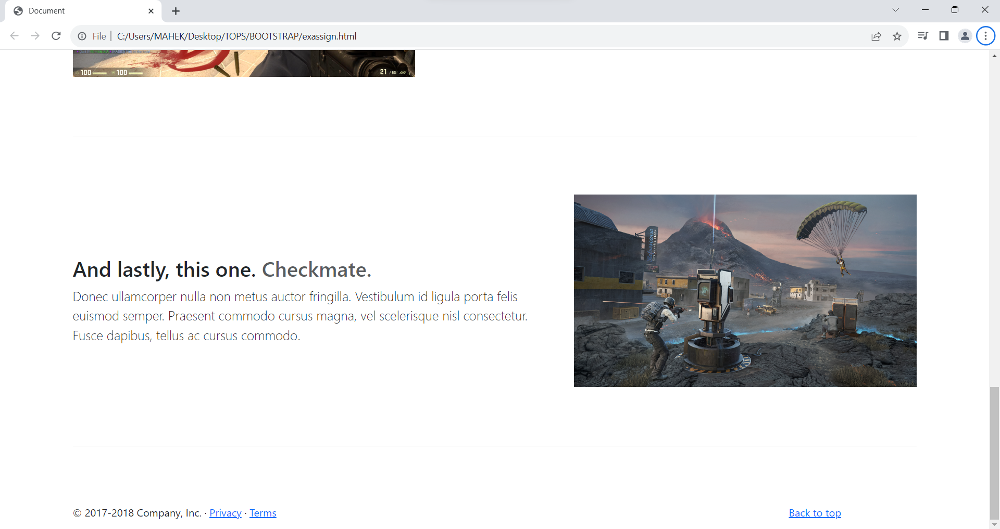 Document
File C:/Users/MAHEK/Desktop/TOPS/BOOTSTRAP/exassign.html
100 100 21 / 90
And lastly, this one. Checkmate.
Donec ullamcorper nulla non metus auctor fringilla. Vestibulum id ligula porta felis
euismod semper. Praesent commodo cursus magna, vel scelerisque nisl consectetur.
Fusce dapibus, tellus ac cursus commodo.
© 2017-2018 Company, Inc. · Privacy · Terms
Back to top